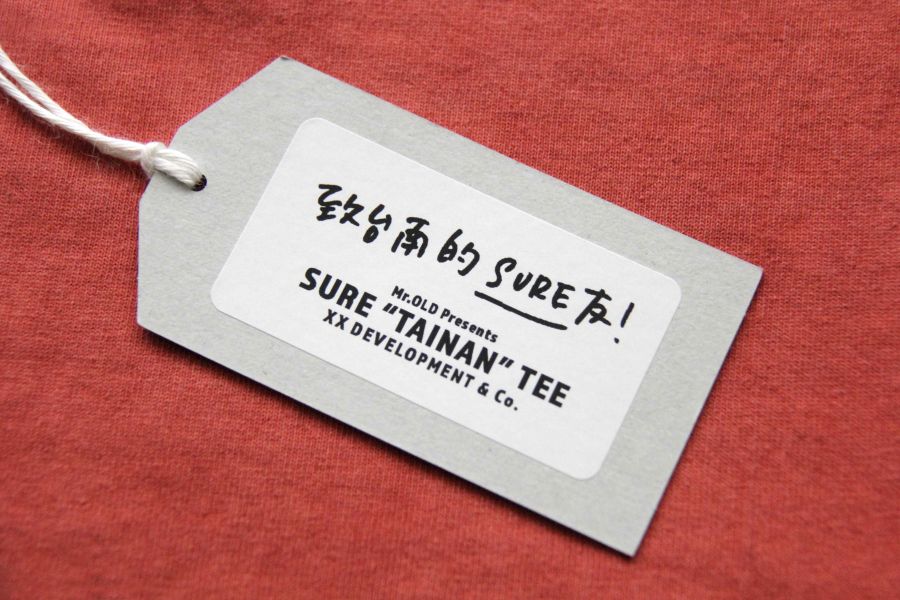 致台南的 SURE友!
Mr.OLD Presents
SURE "TAINAN" TEE
XX DEVELOPMENT & Co.